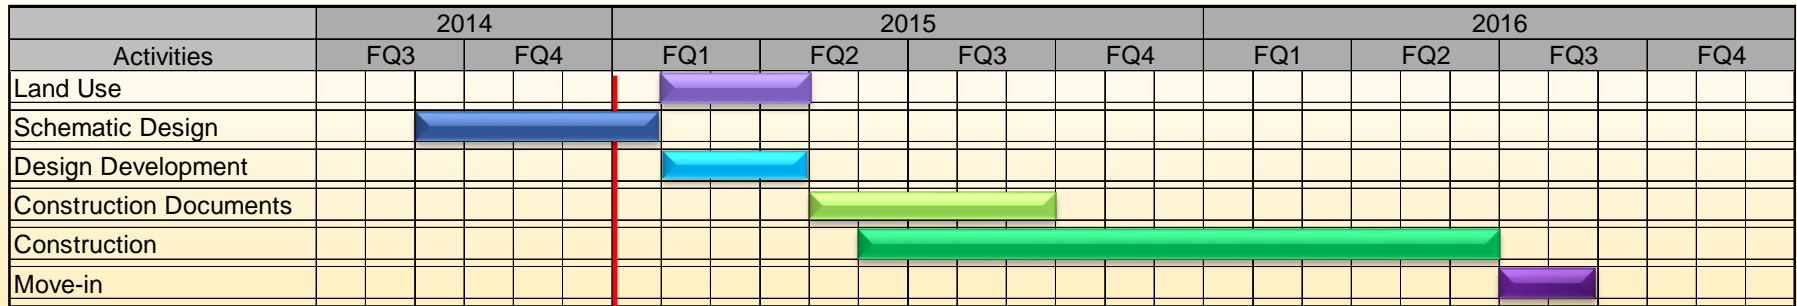 2014 2015 2016
Activities FQ3 FQ4 FQ1 FQ2 FQ3 FQ4 FQ1 FQ2 FQ3 FQ4
Land Use
Schematic Design
Design Development
Construction Documents
Construction
Move-in